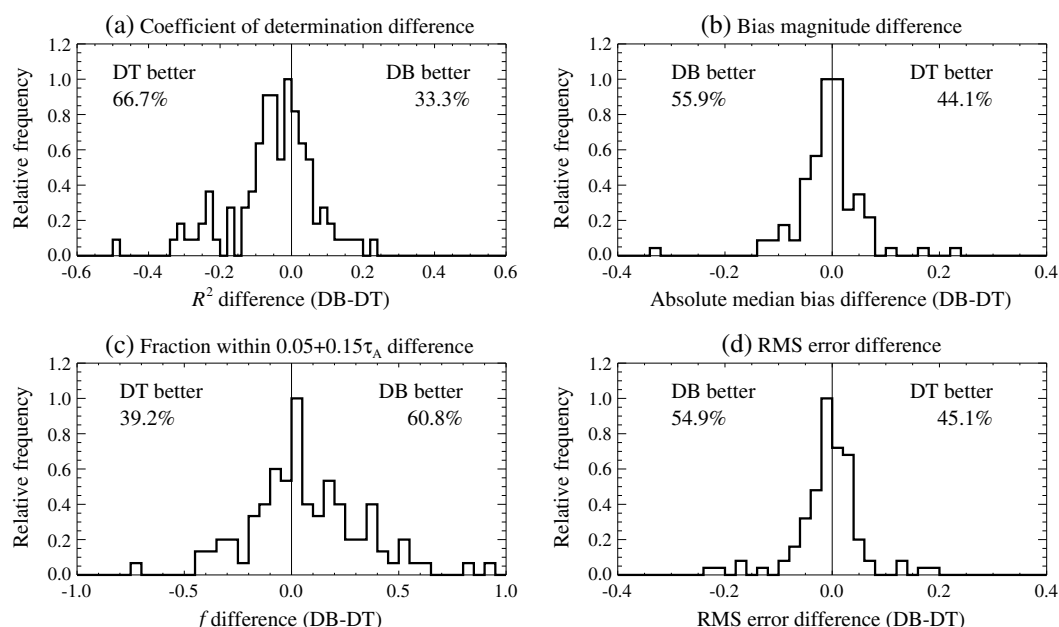 (a) Coefficient of determination difference
1.2
1.0
0.8
0.6
0.4
0.2
0.0
Relative frequency
DT better
66.7%
DB better
33.3%
-0.6 -0.4 -0.2 0.0 0.2 0.4 0.6
R² difference (DB-DT)
(b) Bias magnitude difference
1.2
1.0
0.8
0.6
0.4
0.2
0.0
Relative frequency
DB better
55.9%
DT better
44.1%
-0.4 -0.2 0.0 0.2 0.4
Absolute median bias difference (DB-DT)
(c) Fraction within 0.05+0.15τA difference
1.2
1.0
0.8
0.6
0.4
0.2
0.0
Relative frequency
DT better
39.2%
DB better
60.8%
-1.0 -0.5 0.0 0.5 1.0
f difference (DB-DT)
(d) RMS error difference
1.2
1.0
0.8
0.6
0.4
0.2
0.0
Relative frequency
DB better
54.9%
DT better
45.1%
-0.4 -0.2 0.0 0.2 0.4
RMS error difference (DB-DT)